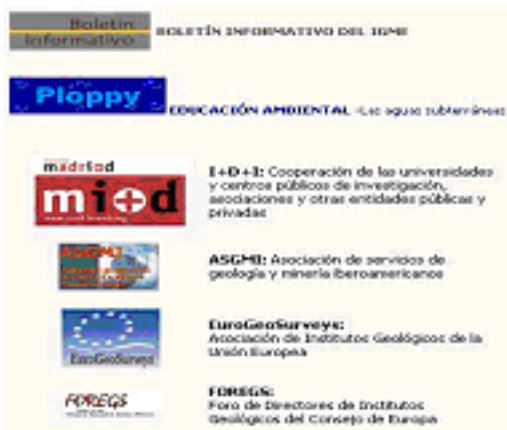 Boletín
Informativo
BOLETÍN INFORMATIVO DEL IGME
Ploppy
EDUCACIÓN AMBIENTAL -Las aguas subterráneas
madri+d
mi+d
I+D+I: Cooperación de las universidades
y centros públicos de investigación,
asociaciones y otras entidades públicas y
privadas
ASGMI
ASGMI: Asociación de servicios de
geología y minería iberoamericanos
EuroGeoSurveys
EuroGeoSurveys:
Asociación de Institutos Geológicos de la
Unión Europea
FOREGS
FOREGS:
Foro de Directores de Institutos
Geológicos del Consejo de Europa